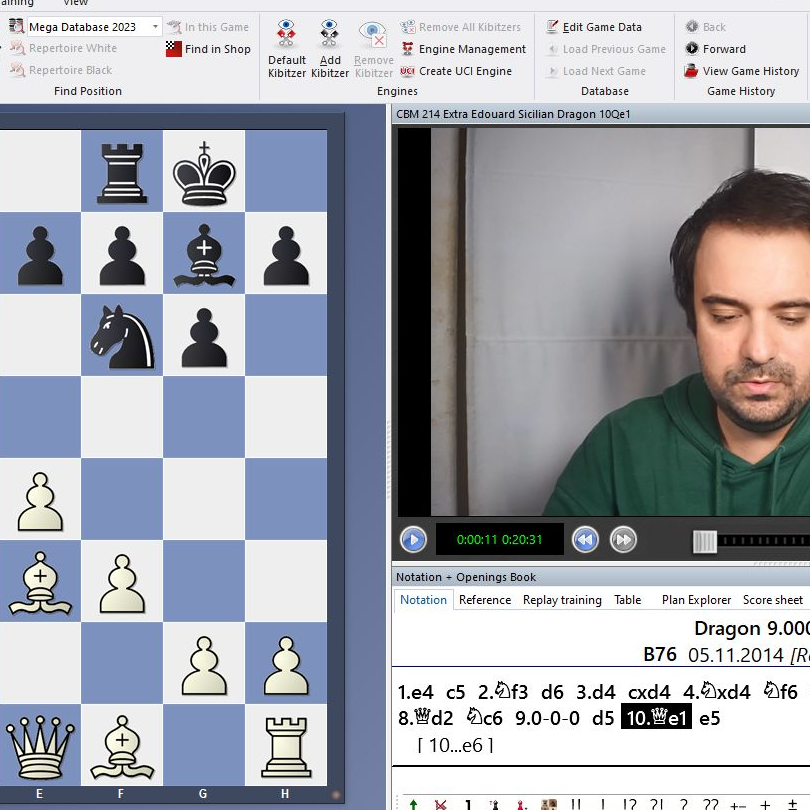 aining View
Mega Database 2023
Repertoire White
Repertoire Black
In this Game
Find in Shop
Find Position
Default
Kibitzer
Add
Kibitzer
Remove
Kibitzer
Remove All Kibitzers
Engine Management
UCI Create UCI Engine
Engines
Edit Game Data
Load Previous Game
Load Next Game
Database
Back
Forward
View Game History
Game History
CBM 214 Extra Edouard Sicilian Dragon 10Qe1
0:00:11 0:20:31
Notation + Openings Book
Notation Reference Replay training Table Plan Explorer Score sheet
Dragon 9.000
B76 05.11.2014 [R
1.e4 c5 2.♘f3 d6 3.d4 cxd4 4.♘xd4 ♘f6
8.♕d2 ♘c6 9.0-0-0 d5 10.♕e1 e5
[ 10...e6 ]
E F G H
!! ! !? ?! ? ?? +- ±